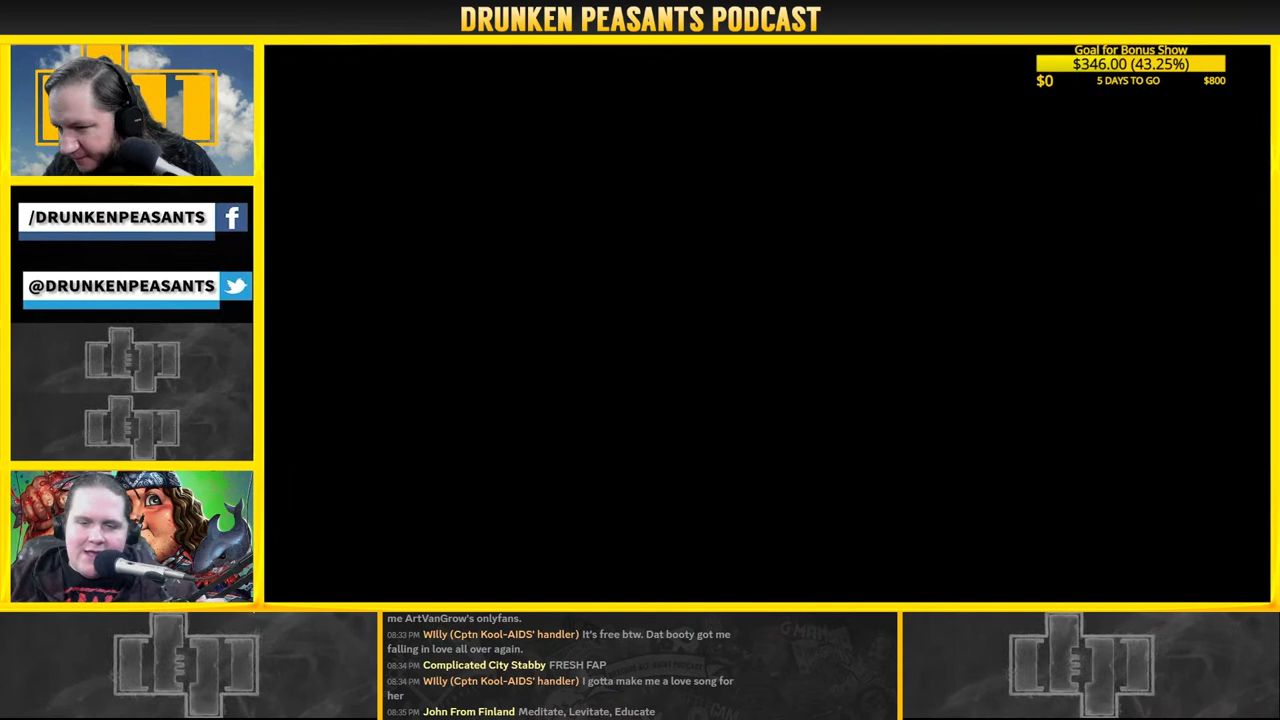 DRUNKEN PEASANTS PODCAST
Goal for Bonus Show
$346.00 (43.25%)
$0 5 DAYS TO GO $800
/DRUNKENPEASANTS f
@DRUNKENPEASANTS
me ArtVanGrow's onlyfans.
08:33 PM WIlly (Cptn Kool-AIDS' handler) It's free btw. Dat booty got me
falling in love all over again.
08:34 PM Complicated City Stabby FRESH FAP
08:34 PM WIlly (Cptn Kool-AIDS' handler) I gotta make me a love song for
her
08:35 PM John From Finland Meditate, Levitate, Educate